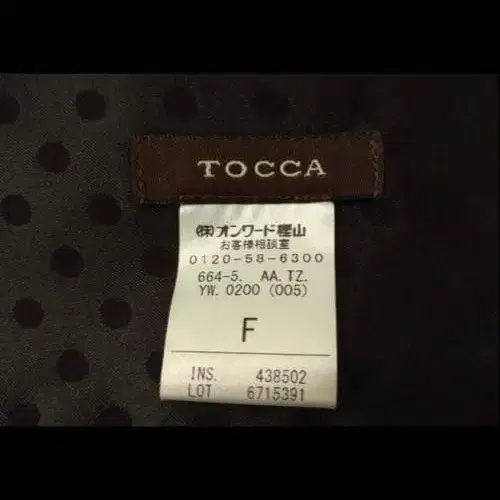 TOCCA
㈱オンワード樫山
お客様相談室
0120-58-6300
664-5. AA. TZ.
YW. 0200 (005)
F
INS. 438502
LOT 6715391